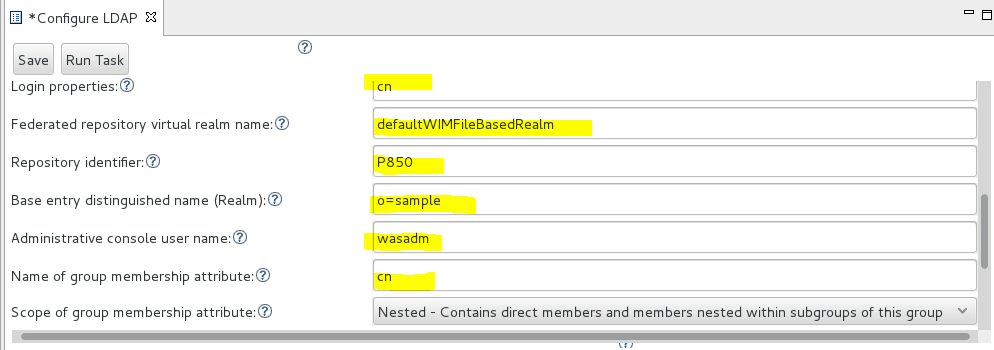 *Configure LDAP
Save Run Task
Login properties: cn
Federated repository virtual realm name: defaultWIMFileBasedRealm
Repository identifier: P850
Base entry distinguished name (Realm): o=sample
Administrative console user name: wasadm
Name of group membership attribute: cn
Scope of group membership attribute: Nested - Contains direct members and members nested within subgroups of this group